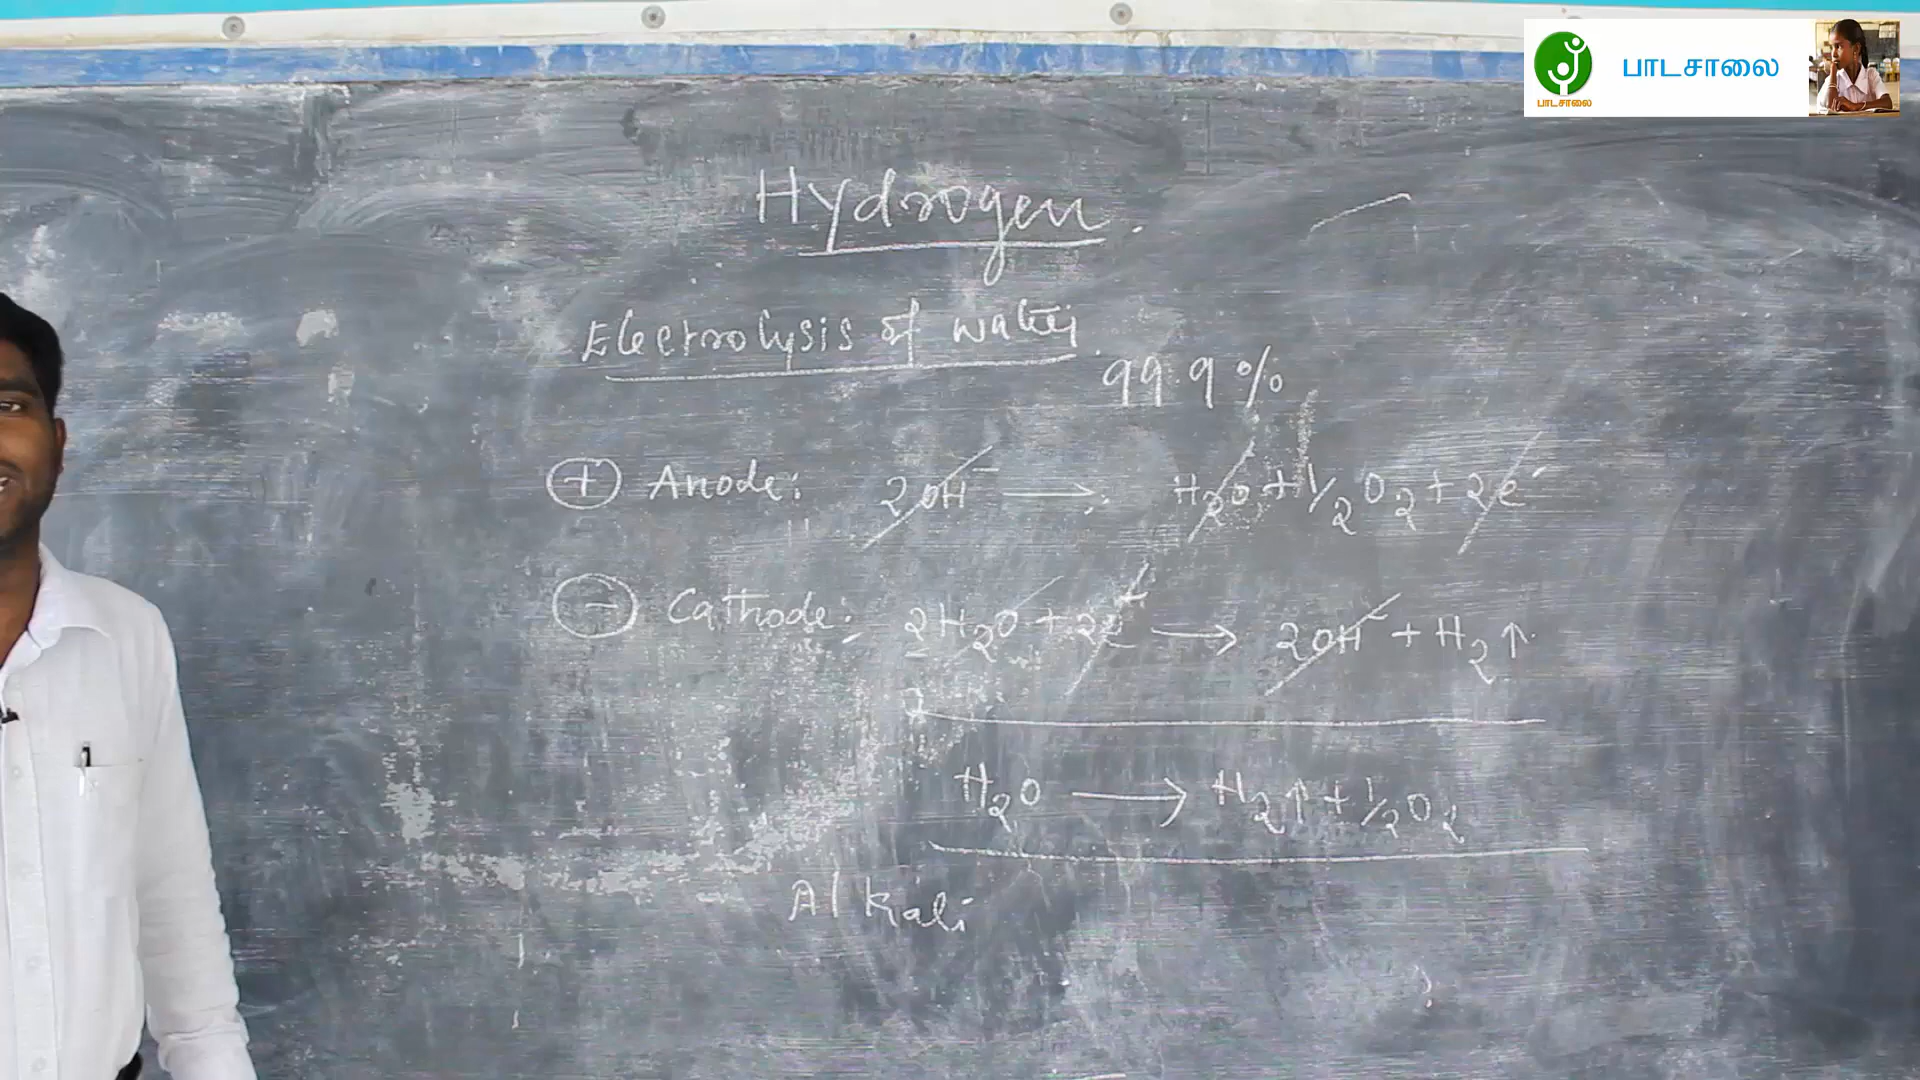 பாடசாலை
பாடசாலை
Hydrogen.
Electrolysis of water.
99.9%
+ Anode: 2OH⁻ → H₂O + 1/2 O₂ + 2e⁻
− Cathode: 2H₂O + 2e⁻ → 2OH⁻ + H₂↑
H₂O → H₂↑ + 1/2 O₂
Alkali